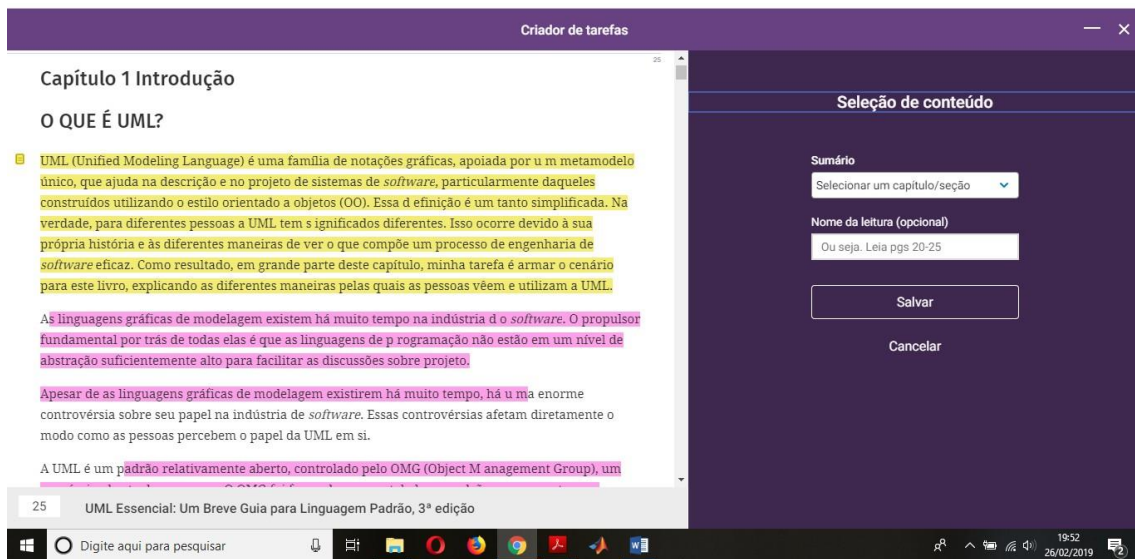 Criador de tarefas
25
Capítulo 1 Introdução
O QUE É UML?
UML (Unified Modeling Language) é uma família de notações gráficas, apoiada por u m metamodelo
único, que ajuda na descrição e no projeto de sistemas de software, particularmente daqueles
construídos utilizando o estilo orientado a objetos (OO). Essa d efinição é um tanto simplificada. Na
verdade, para diferentes pessoas a UML tem s ignificados diferentes. Isso ocorre devido à sua
própria história e às diferentes maneiras de ver o que compõe um processo de engenharia de
software eficaz. Como resultado, em grande parte deste capítulo, minha tarefa é armar o cenário
para este livro, explicando as diferentes maneiras pelas quais as pessoas vêem e utilizam a UML.
As linguagens gráficas de modelagem existem há muito tempo na indústria d o software. O propulsor
fundamental por trás de todas elas é que as linguagens de p rogramação não estão em um nível de
abstração suficientemente alto para facilitar as discussões sobre projeto.
Apesar de as linguagens gráficas de modelagem existirem há muito tempo, há u ma enorme
controvérsia sobre seu papel na indústria de software. Essas controvérsias afetam diretamente o
modo como as pessoas percebem o papel da UML em si.
A UML é um padrão relativamente aberto, controlado pelo OMG (Object M anagement Group), um
25 UML Essencial: Um Breve Guia para Linguagem Padrão, 3ª edição
Seleção de conteúdo
Sumário
Selecionar um capítulo/seção
Nome da leitura (opcional)
Ou seja. Leia pgs 20-25
Salvar
Cancelar
Digite aqui para pesquisar
19:52
26/02/2019
2